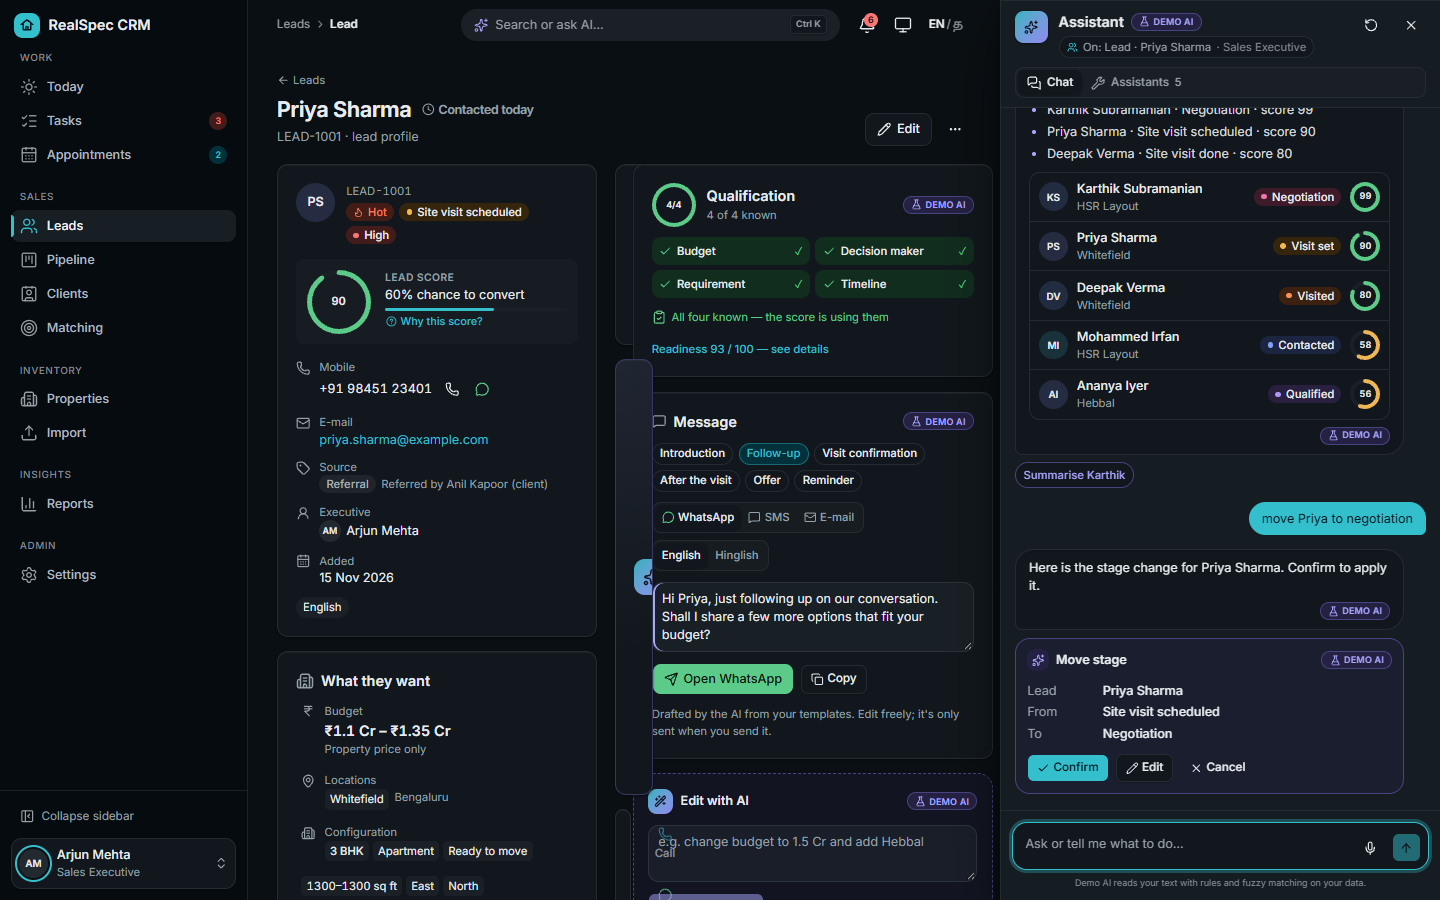 RealSpec CRM
WORK
Today
Tasks
3
Appointments
2
SALES
Leads
Pipeline
Clients
Matching
INVENTORY
Properties
Import
INSIGHTS
Reports
ADMIN
Settings
Collapse sidebar
AM
Arjun Mehta
Sales Executive
Leads
Lead
Search or ask AI...
Ctrl K
6
EN / த
Leads
Priya Sharma
Contacted today
LEAD-1001 · lead profile
Edit
PS
LEAD-1001
Hot
Site visit scheduled
High
90
LEAD SCORE
60% chance to convert
Why this score?
Mobile
+91 98451 23401
E-mail
priya.sharma@example.com
Source
Referral
Referred by Anil Kapoor (client)
Executive
AM
Arjun Mehta
Added
15 Nov 2026
English
What they want
₹
Budget
₹1.1 Cr – ₹1.35 Cr
Property price only
Locations
Whitefield
Bengaluru
Configuration
3 BHK
Apartment
Ready to move
1300–1300 sq ft
East
North
4/4
Qualification
4 of 4 known
DEMO AI
Budget
Decision maker
Requirement
Timeline
All four known — the score is using them
Readiness 93 / 100 — see details
Message
DEMO AI
Introduction
Follow-up
Visit confirmation
After the visit
Offer
Reminder
WhatsApp
SMS
E-mail
English
Hinglish
Hi Priya, just following up on our conversation.
Shall I share a few more options that fit your
budget?
Open WhatsApp
Copy
Drafted by the AI from your templates. Edit freely; it's only
sent when you send it.
Edit with AI
DEMO AI
e.g. change budget to 1.5 Cr and add Hebbal
Call
Assistant
DEMO AI
On: Lead · Priya Sharma · Sales Executive
Chat
Assistants 5
Karthik Subramanian · Negotiation · score 99
Priya Sharma · Site visit scheduled · score 90
Deepak Verma · Site visit done · score 80
KS
Karthik Subramanian
HSR Layout
Negotiation
99
PS
Priya Sharma
Whitefield
Visit set
90
DV
Deepak Verma
Whitefield
Visited
80
MI
Mohammed Irfan
HSR Layout
Contacted
58
AI
Ananya Iyer
Hebbal
Qualified
56
DEMO AI
Summarise Karthik
move Priya to negotiation
Here is the stage change for Priya Sharma. Confirm to apply
it.
DEMO AI
Move stage
DEMO AI
Lead
Priya Sharma
From
Site visit scheduled
To
Negotiation
Confirm
Edit
Cancel
Ask or tell me what to do...
Demo AI reads your text with rules and fuzzy matching on your data.